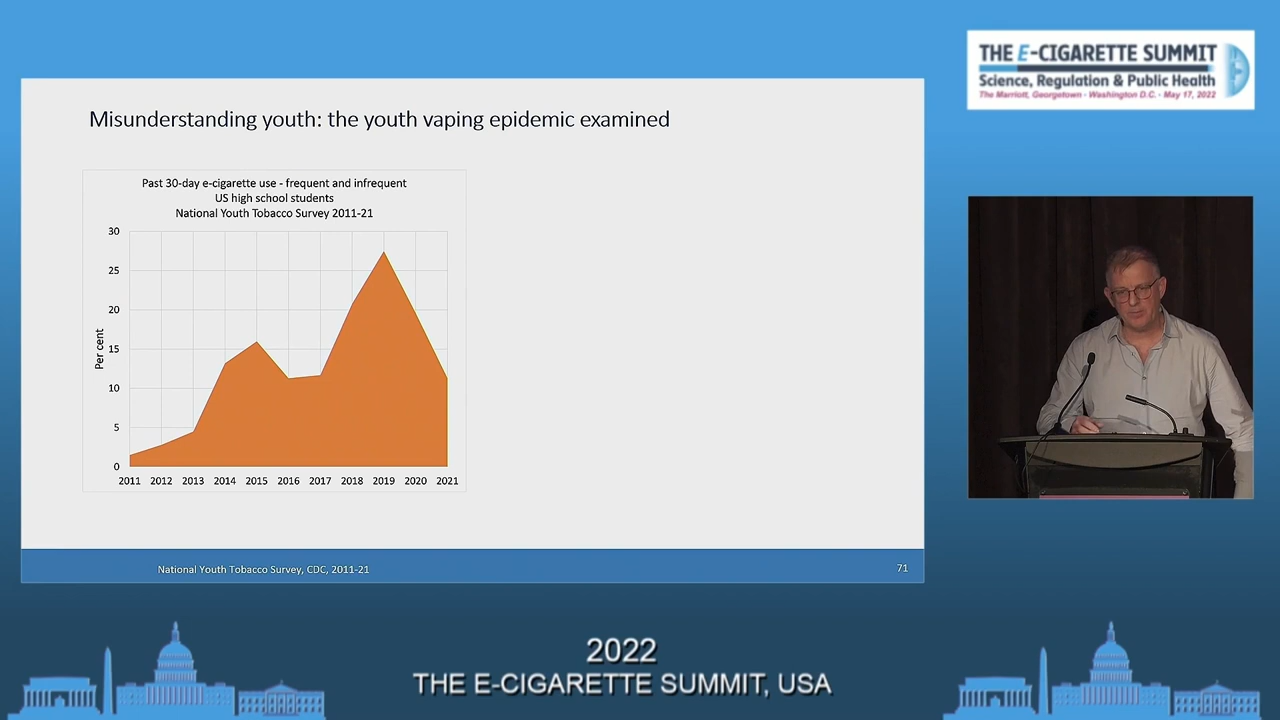 THE E-CIGARETTE SUMMIT
Science, Regulation & Public Health
The Marriott, Georgetown - Washington D.C. - May 17, 2022
Misunderstanding youth: the youth vaping epidemic examined
Past 30-day e-cigarette use - frequent and infrequent
US high school students
National Youth Tobacco Survey 2011-21
Per cent
30
25
20
15
10
5
0
2011 2012 2013 2014 2015 2016 2017 2018 2019 2020 2021
National Youth Tobacco Survey, CDC, 2011-21
71
2022
THE E-CIGARETTE SUMMIT, USA